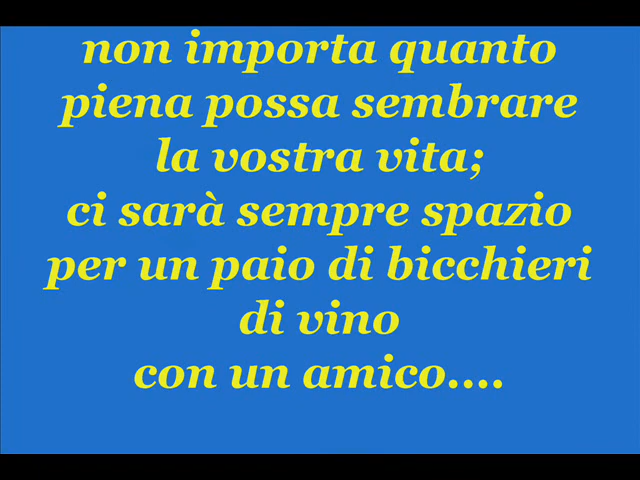 non importa quanto
piena possa sembrare
la vostra vita;
ci sarà sempre spazio
per un paio di bicchieri
di vino
con un amico....